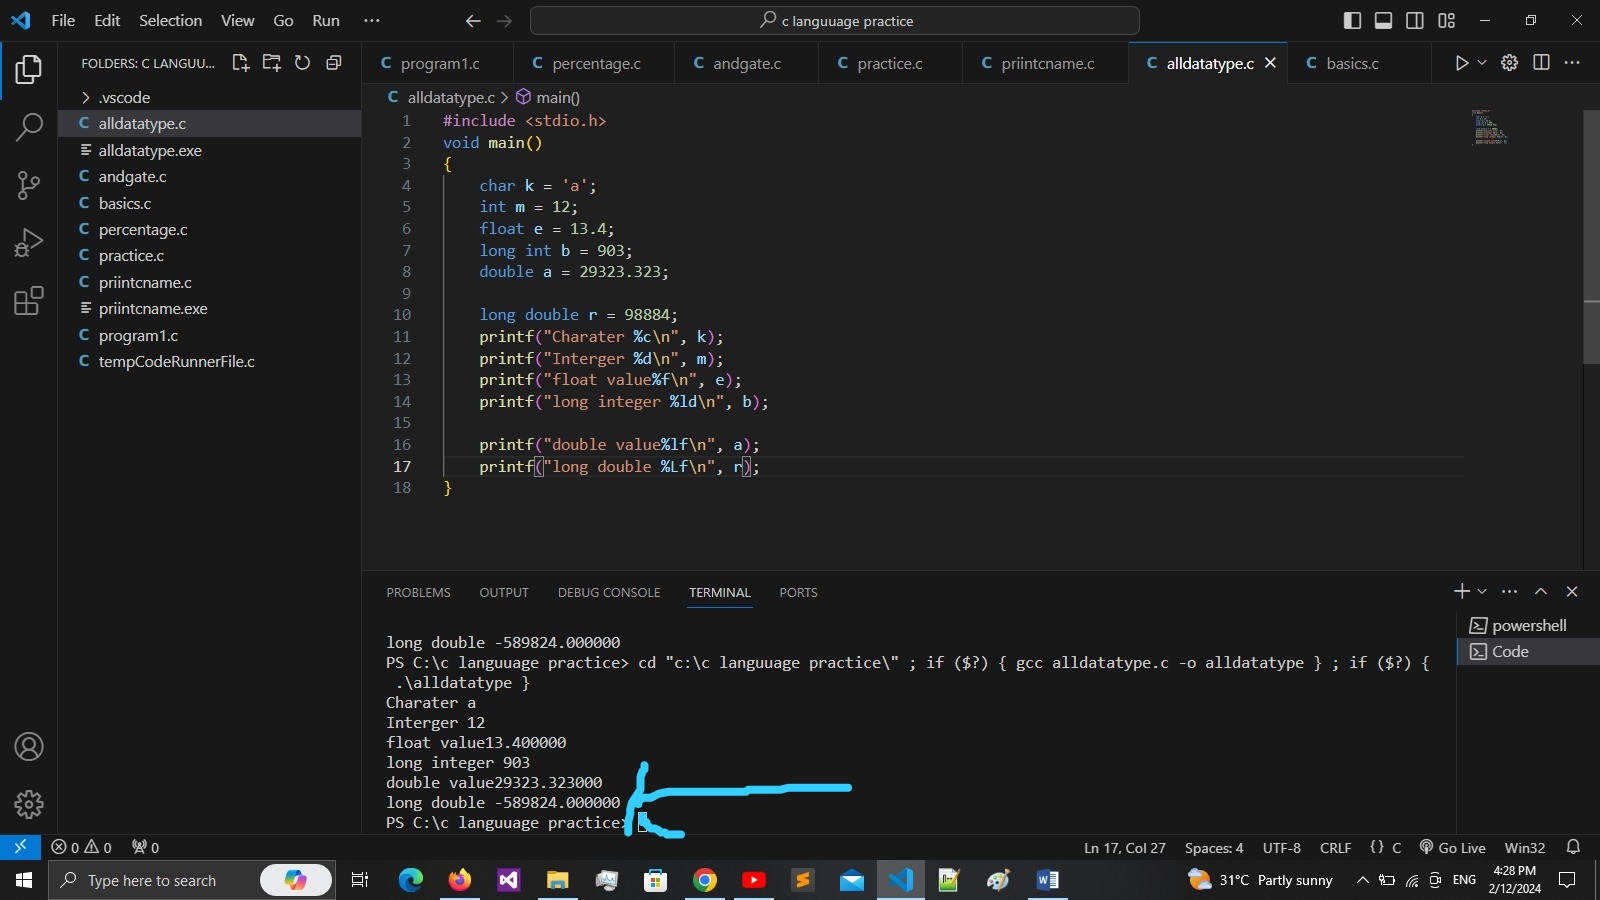 File Edit Selection View Go Run ... c languuage practice
FOLDERS: C LANGUU...
program1.c percentage.c andgate.c practice.c priintcname.c alldatatype.c basics.c
.vscode
alldatatype.c
alldatatype.exe
andgate.c
basics.c
percentage.c
practice.c
priintcname.c
priintcname.exe
program1.c
tempCodeRunnerFile.c
alldatatype.c > main()
1 #include <stdio.h>
2 void main()
3 {
4 char k = 'a';
5 int m = 12;
6 float e = 13.4;
7 long int b = 903;
8 double a = 29323.323;
9
10 long double r = 98884;
11 printf("Charater %c\n", k);
12 printf("Interger %d\n", m);
13 printf("float value%f\n", e);
14 printf("long integer %ld\n", b);
15
16 printf("double value%lf\n", a);
17 printf("long double %Lf\n", r);
18 }
PROBLEMS OUTPUT DEBUG CONSOLE TERMINAL PORTS
long double -589824.000000
PS C:\c languuage practice> cd "c:\c languuage practice\" ; if ($?) { gcc alldatatype.c -o alldatatype } ; if ($?) {
.\alldatatype }
Charater a
Interger 12
float value13.400000
long integer 903
double value29323.323000
long double -589824.000000
PS C:\c languuage practice>
powershell
Code
0 0 0 Ln 17, Col 27 Spaces: 4 UTF-8 CRLF {} C Go Live Win32
Type here to search 31°C Partly sunny ENG 4:28 PM
2/12/2024